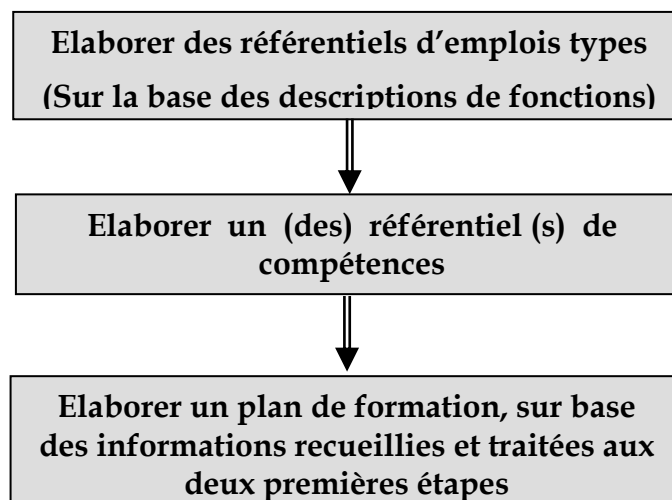 Elaborer des référentiels d’emplois types
(Sur la base des descriptions de fonctions)
Elaborer un (des) référentiel (s) de
compétences
Elaborer un plan de formation, sur base
des informations recueillies et traitées aux
deux premières étapes